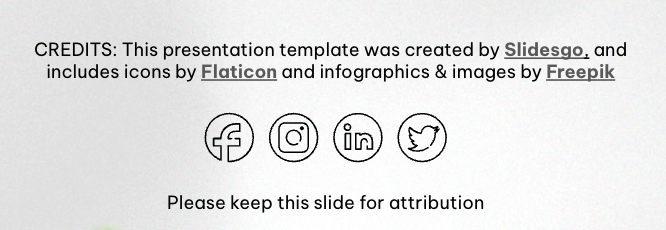 CREDITS: This presentation template was created by Slidesgo, and
includes icons by Flaticon and infographics & images by Freepik
Please keep this slide for attribution